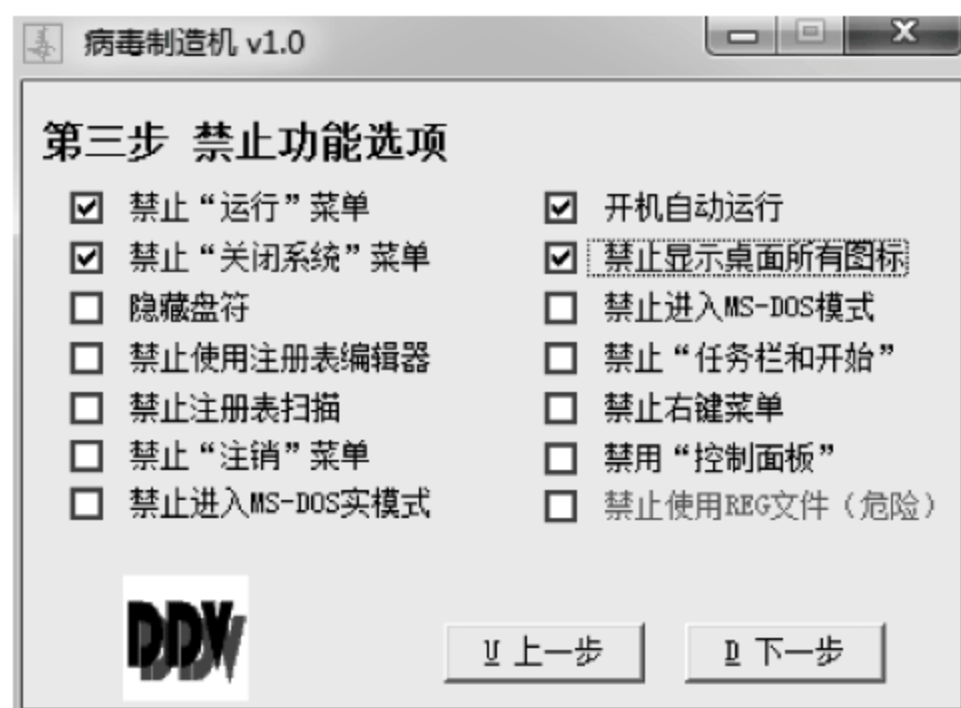 病毒制造机 v1.0
第三步 禁止功能选项
禁止“运行”菜单
开机自动运行
禁止“关闭系统”菜单
禁止显示桌面所有图标
隐藏盘符
禁止进入MS-DOS模式
禁止使用注册表编辑器
禁止“任务栏和开始”
禁止注册表扫描
禁止右键菜单
禁止“注销”菜单
禁用“控制面板”
禁止进入MS-DOS实模式
禁止使用REG文件（危险）
DDW
U 上一步
D 下一步